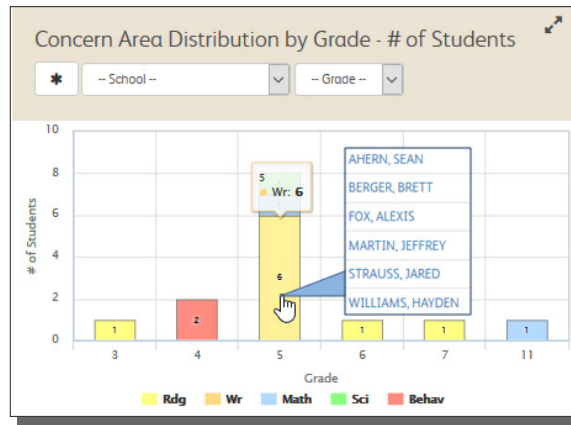 Concern Area Distribution by Grade - # of Students
✱ -- School -- -- Grade --
10
8
6
4
2
0
# of Students
5
Wr: 6
AHERN, SEAN
BERGER, BRETT
FOX, ALEXIS
MARTIN, JEFFREY
STRAUSS, JARED
WILLIAMS, HAYDEN
1 2 6 1 1 1
3 4 5 6 7 11
Grade
Rdg Wr Math Sci Behav